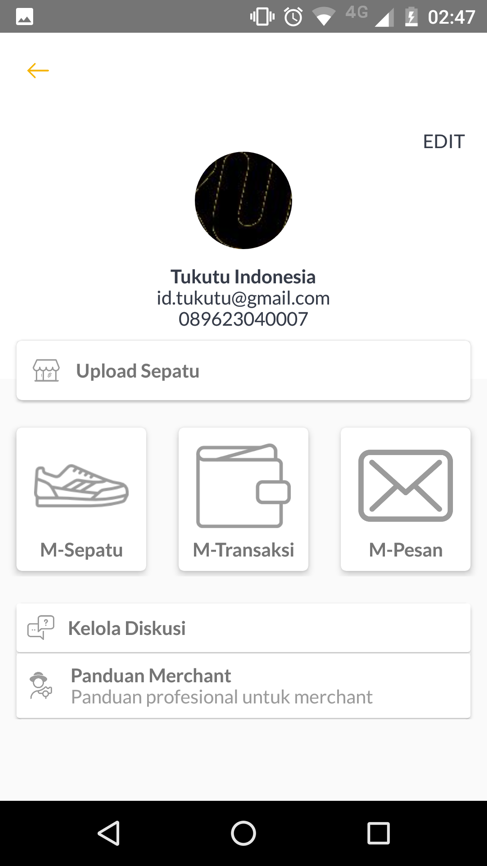 4G 02:47
EDIT
Tukutu Indonesia
id.tukutu@gmail.com
089623040007
Upload Sepatu
M-Sepatu M-Transaksi M-Pesan
Kelola Diskusi
Panduan Merchant
Panduan profesional untuk merchant